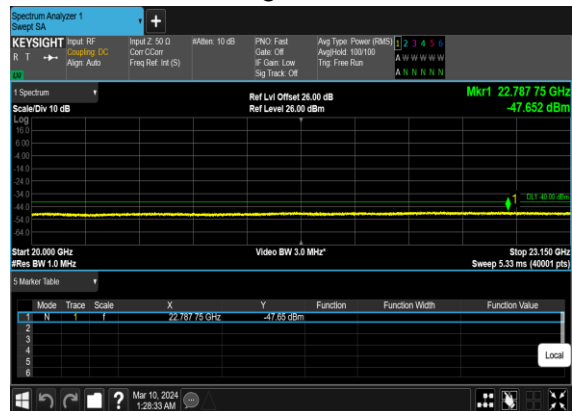 Spectrum Analyzer 1
Swept SA
+
KEYSIGHT Input: RF Input Z: 50 Ω #Atten: 10 dB PNO: Fast Avg Type: Power (RMS) 1 2 3 4 5 6
R T Coupling: DC Corr CCorr Gate: Off Avg|Hold: 100/100 A W W W W W
Align: Auto Freq Ref: Int (S) IF Gain: Low Trig: Free Run
Sig Track: Off A N N N N N
1 Spectrum Ref Lvl Offset 26.00 dB Mkr1 22.787 75 GHz
Scale/Div 10 dB Ref Level 26.00 dBm -47.652 dBm
Log
16.0
6.00
-4.00
-14.0
-24.0
-34.0
1 DL1 -40.00 dBm
-44.0
-54.0
-64.0
Start 20.000 GHz Video BW 3.0 MHz* Stop 23.150 GHz
#Res BW 1.0 MHz Sweep 5.33 ms (40001 pts)
5 Marker Table
Mode Trace Scale X Y Function Function Width Function Value
1 N 1 f 22.787 75 GHz -47.65 dBm
2
3
4
5
6
Local
? Mar 10, 2024
1:28:33 AM